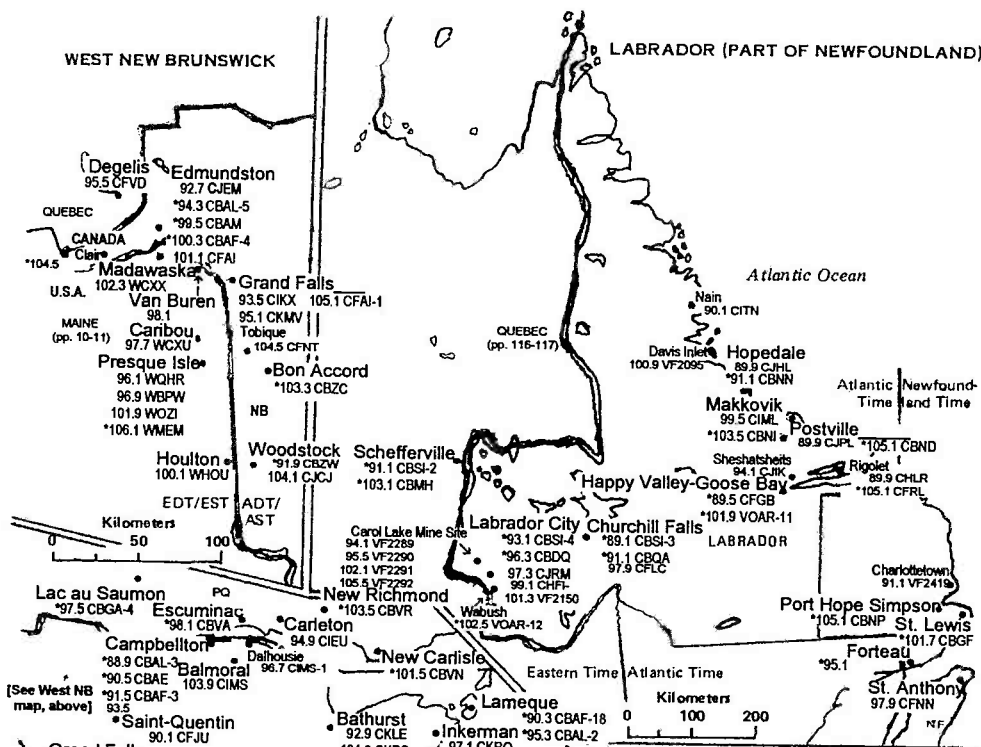 WEST NEW BRUNSWICK
LABRADOR (PART OF NEWFOUNDLAND)
Degelis
95.5 CFVD
Edmundston
92.7 CJEM
*94.3 CBAL-5
*99.5 CBAM
*100.3 CBAF-4
101.1 CFAI
QUEBEC
CANADA
Clair
*104.5
U.S.A.
Madawaska
102.3 WCXX
Van Buren
98.1
Grand Falls
93.5 CIKX 105.1 CFAI-1
95.1 CKMV
MAINE
(pp. 10-11)
Caribou
97.7 WCXU
Tobique
104.5 CFNT
Presque Isle
96.1 WQHR
96.9 WBPW
101.9 WOZI
*106.1 WMEM
Bon Accord
*103.3 CBZC
NB
Houlton
100.1 WHOU
Woodstock
*91.9 CBZW
104.1 CJCJ
EDT/EST
ADT/
AST
Kilometers
0 50 100
Atlantic Ocean
Nain
90.1 CITN
QUEBEC
(pp. 116-117)
Davis Inlet
100.9 VF2095
Hopedale
89.9 CJHL
*91.1 CBNN
Atlantic Newfound-
Time land Time
Makkovik
99.5 CIML
*103.5 CBNI
Postville
89.9 CJPL
*105.1 CBND
Scheffervillle
*91.1 CBSI-2
*103.1 CBMH
Sheshatsheits
94.1 CJIK
Rigolet
89.9 CHLR
*105.1 CFRL
Happy Valley-Goose Bay
*89.5 CFGB
*101.9 VOAR-11
LABRADOR
Carol Lake Mine Site
94.1 VF2289
95.5 VF2290
102.1 VF2291
105.5 VF2292
Labrador City
*93.1 CBSI-4
*96.3 CBDQ
97.3 CJRM
99.1 CHFI-
101.3 VF2150
Churchill Falls
*89.1 CBSI-3
*91.1 CBQA
97.9 CFLC
Wabush
*102.5 VOAR-12
Charlottetown
91.1 VF2419
Port Hope Simpson
*105.1 CBNP
St. Lewis
*101.7 CBGF
Forteau
*95.1
St. Anthony
97.9 CFNN
NF
Eastern Time Atlantic Time
Kilometers
0 100 200
PQ
Lac au Saumon
*97.5 CBGA-4
Escuminac
*98.1 CBVA
New Richmond
*103.5 CBVR
Carleton
94.9 CIEU
Campbellton
*88.9 CBAL-3
*90.5 CBAE
*91.5 CBAF-3
93.5
Dalhousie
96.7 CIMS-1
Balmoral
103.9 CIMS
New Carlisle
*101.5 CBVN
[See West NB
map, above]
Saint-Quentin
90.1 CFJU
Bathurst
92.9 CKLE
Lameque
*90.3 CBAF-18
*95.3 CBAL-2
Inkerman
97.1 CKRO